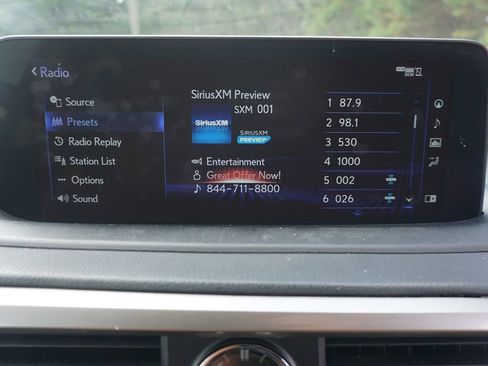 Radio
Source
Presets
Radio Replay
Station List
Options
Sound
SiriusXM Preview
SXM 001
SiriusXM
SIRIUSXM
PREVIEW
Entertainment
Great Offer Now!
844-711-8800
1 87.9
2 98.1
3 530
4 1000
5 002
6 026